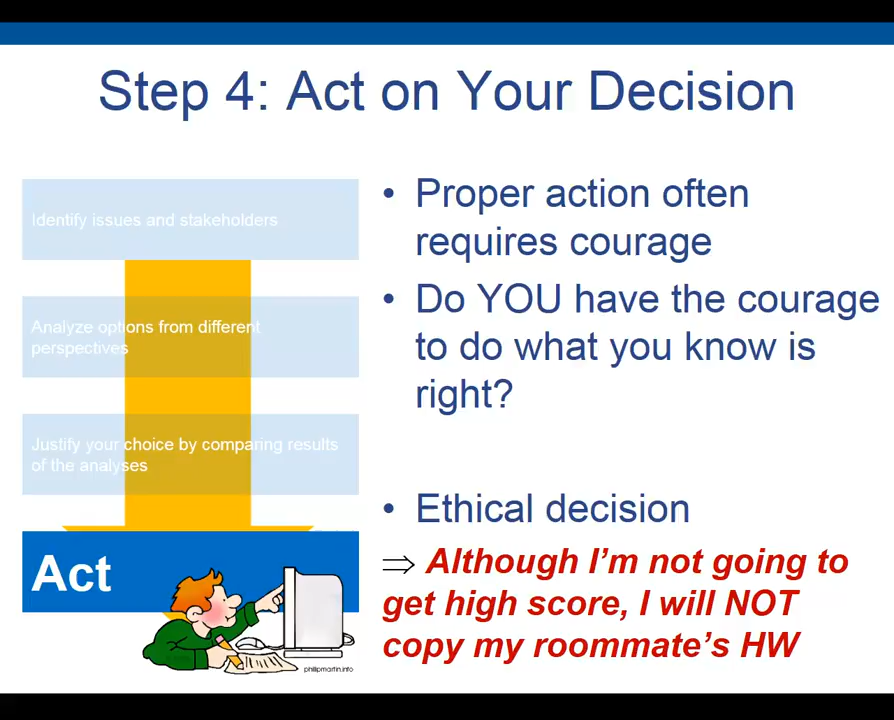 Step 4: Act on Your Decision
Identify issues and stakeholders
Analyze options from different
perspectives
Justify your choice by comparing results
of the analyses
Act
philipmartin.info
• Proper action often
requires courage
• Do YOU have the courage
to do what you know is
right?
• Ethical decision
⇒ Although I'm not going to
get high score, I will NOT
copy my roommate's HW